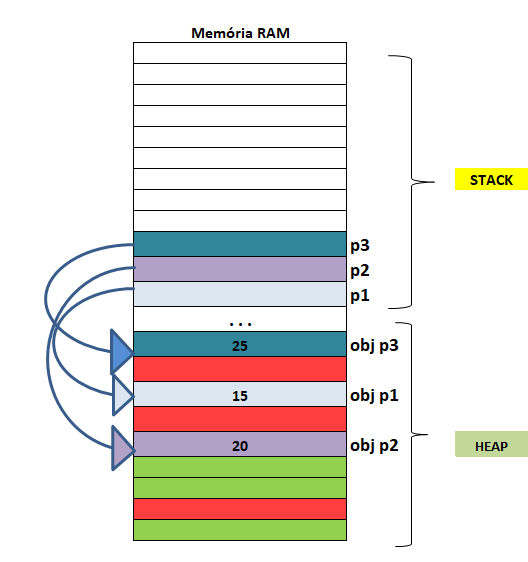 Memória RAM
STACK
p3
p2
p1
...
25
obj p3
15
obj p1
20
obj p2
HEAP